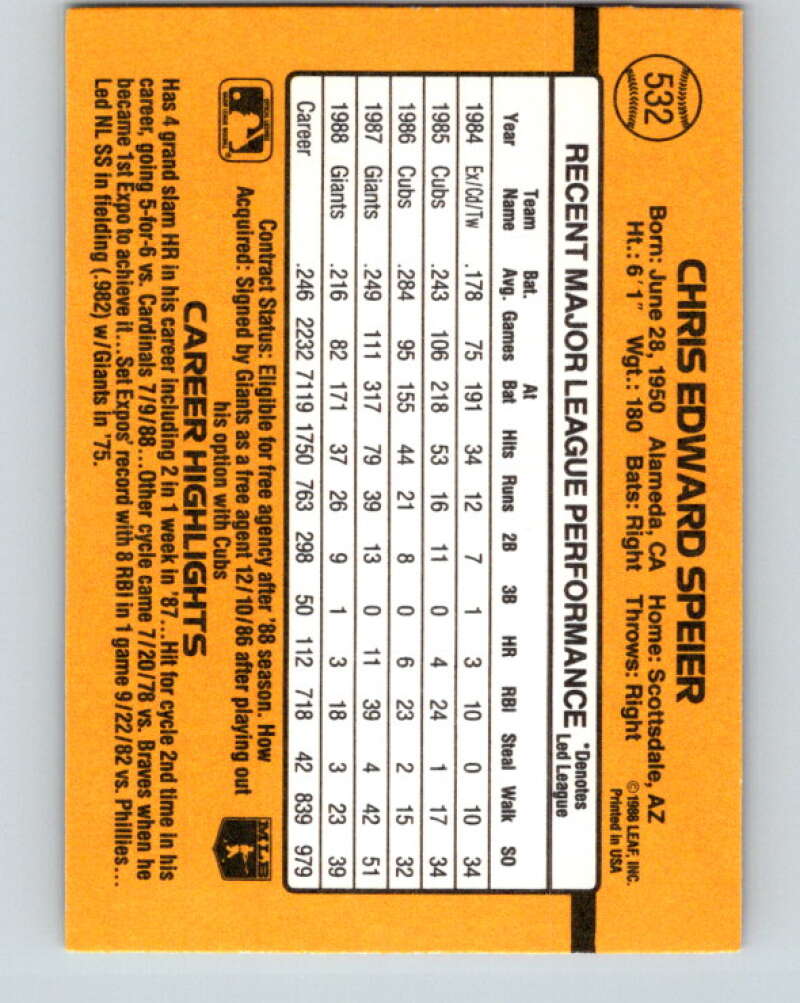 532
CHRIS EDWARD SPEIER
Born: June 28, 1950 Alameda, CA Home: Scottsdale, AZ
Ht.: 6'1" Wgt.: 180 Bats: Right Throws: Right
©1988 LEAF, INC.
Printed in USA
RECENT MAJOR LEAGUE PERFORMANCE *Denotes Led League
Year Team Name Bat. Avg. Games At Bat Hits Runs 2B 3B HR RBI Steal Walk SO
1984 Ex/Cd/Tw .178 75 191 34 12 7 1 3 10 0 10 34
1985 Cubs .243 106 218 53 16 11 0 4 24 1 17 34
1986 Cubs .284 95 155 44 21 8 0 6 23 2 15 32
1987 Giants .249 111 317 79 39 13 0 11 39 4 42 51
1988 Giants .216 82 171 37 26 9 1 3 18 3 23 39
Career .246 2232 7119 1750 763 298 50 112 718 42 839 979
Contract Status: Eligible for free agency after '88 season. How
Acquired: Signed by Giants as a free agent 12/10/86 after playing out
his option with Cubs
MLB
CAREER HIGHLIGHTS
Has 4 grand slam HR in his career including 2 in 1 week in '87...Hit for cycle 2nd time in his
career, going 5-for-6 vs. Cardinals 7/9/88...Other cycle came 7/20/78 vs. Braves when he
became 1st Expo to achieve it...Set Expos' record with 8 RBI in 1 game 9/22/82 vs. Phillies...
Led NL SS in fielding (.982) w/Giants in '75.